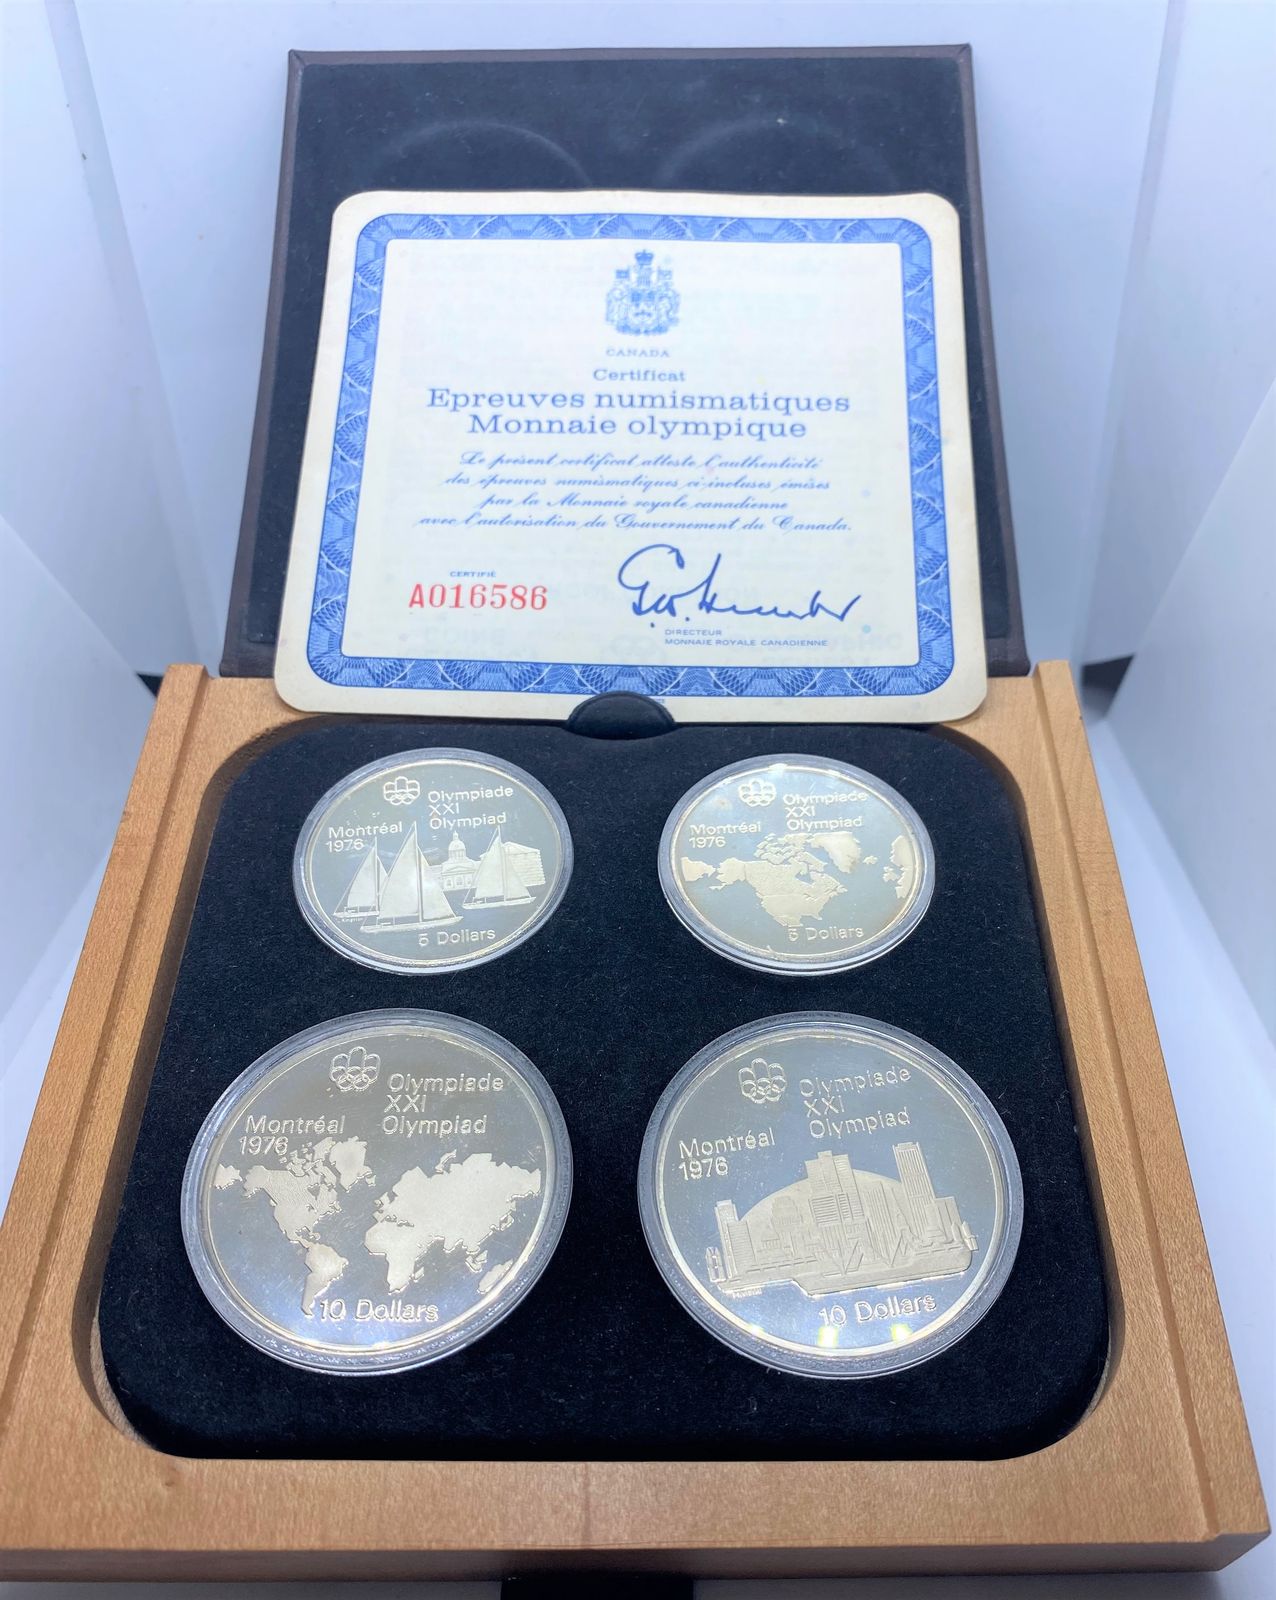 CANADA
Certificat
Epreuves numismatiques
Monnaie olympique
Le présent certificat atteste l'authenticité
des épreuves numismatiques ci-incluses émises
par la Monnaie royale canadienne
avec l'autorisation du Gouvernement du Canada.
CERTIFIÉ
A016586
DIRECTEUR
MONNAIE ROYALE CANADIENNE
Olympiade
XXI
Olympiad
Montréal
1976
Kingston
5 Dollars
Olympiade
XXI
Olympiad
Montréal
1976
5 Dollars
Olympiade
XXI
Olympiad
Montréal
1976
10 Dollars
Olympiade
XXI
Olympiad
Montréal
1976
10 Dollars